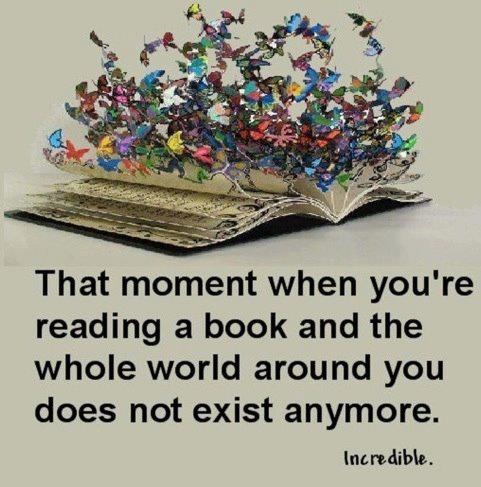 That moment when you're
reading a book and the
whole world around you
does not exist anymore.
Incredible.